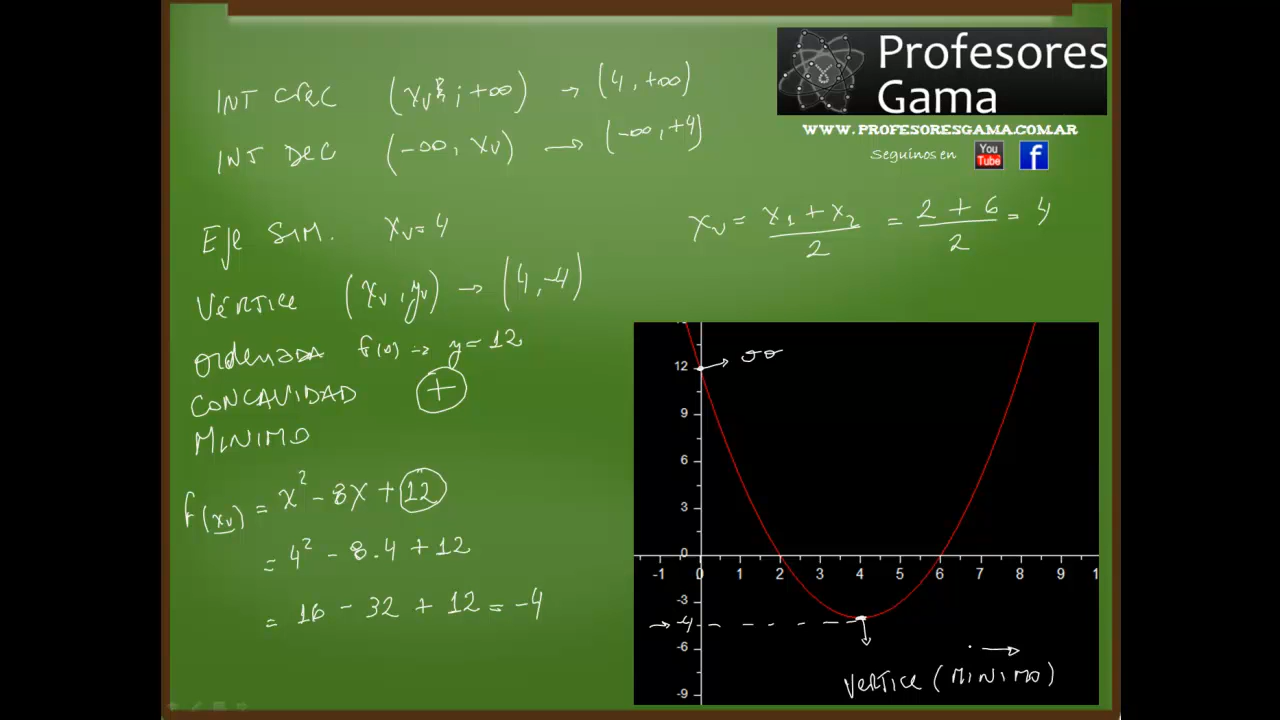 Profesores
Gama
WWW.PROFESORESGAMA.COM.AR
Seguinos en You Tube f
INT CREC (xv ; +∞) → (4, +∞)
INT DEC (-∞, xv) → (-∞, +4)
EJE SIM. xv = 4
xv = x1 + x2 / 2 = 2 + 6 / 2 = 4
VÉRTICE (xv, yv) → (4, -4)
ORDENADA f(0) → y = 12
CONCAVIDAD +
MINIMO
f(xv) = x² - 8x + 12
= 4² - 8.4 + 12
= 16 - 32 + 12 = -4
12 →
9
6
3
0
-1 0 1 2 3 4 5 6 7 8 9 1
-3
→ -4
-6
-9
VERTICE (MINIMO)